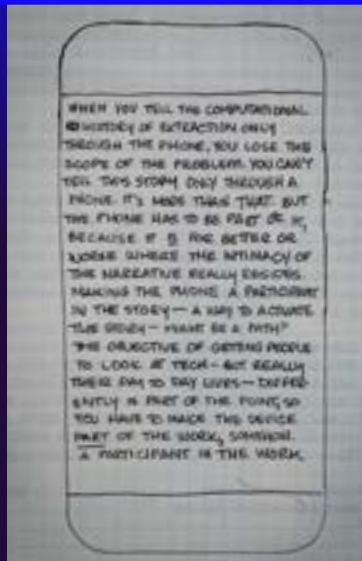 WHEN YOU TELL THE COMPUTATIONAL
HISTORY OF EXTRACTION ONLY
THROUGH THE PHONE, YOU LOSE THE
SCOPE OF THE PROBLEM. YOU CAN'T
TELL THIS STORY ONLY THROUGH A
PHONE. IT'S MORE THAN THAT. BUT
THE PHONE HAS TO BE PART OF IT,
BECAUSE IT IS FOR BETTER OR
WORSE WHERE THE INTIMACY OF
THE NARRATIVE REALLY RESIDES.
MAKING THE PHONE A PARTICIPANT
IN THE STORY — A WAY TO ACTIVATE
THE STORY — MIGHT BE A PATH?
THE OBJECTIVE OF GETTING PEOPLE
TO LOOK AT TECH — BUT REALLY
THEIR DAY TO DAY LIVES — DIFFER-
ENTLY IS PART OF THE POINT, SO
YOU HAVE TO MAKE THIS DEVICE
PART OF THE WORK, SOMEHOW.
A PARTICIPANT IN THE WORK.